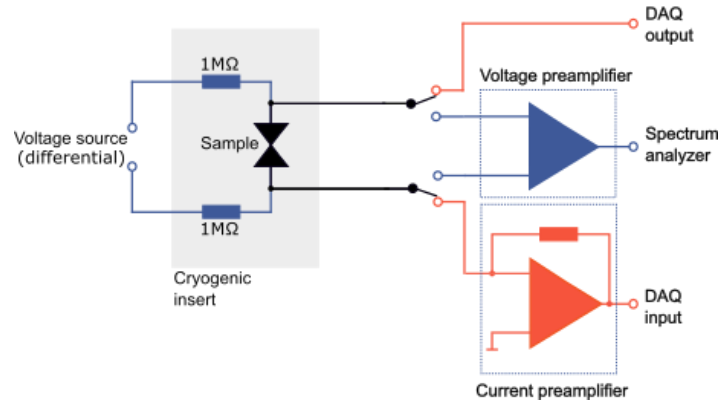 DAQ
output
1MΩ
Voltage preamplifier
Voltage source
(differential)
Sample
Spectrum
analyzer
1MΩ
Cryogenic
insert
DAQ
input
Current preamplifier